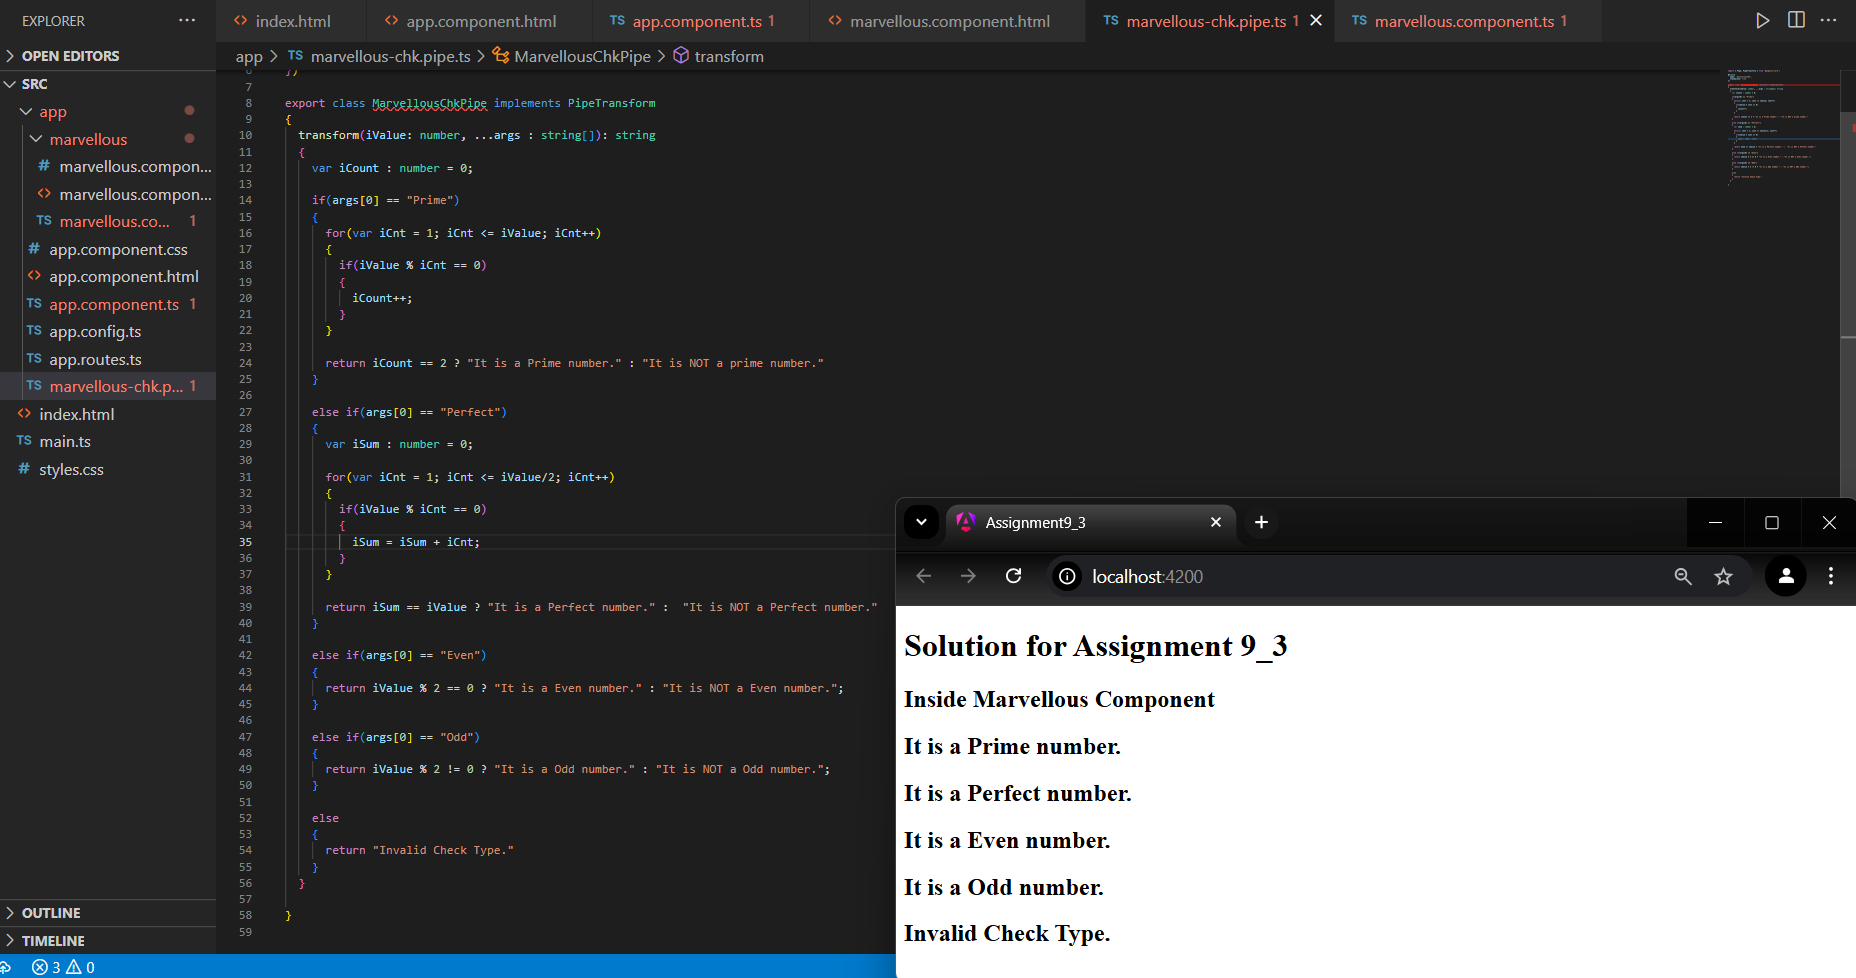 EXPLORER
index.html
app.component.html
TS app.component.ts 1
marvellous.component.html
TS marvellous-chk.pipe.ts 1
TS marvellous.component.ts 1
OPEN EDITORS
SRC
app
marvellous
# marvellous.compon...
<> marvellous.compon...
TS marvellous.co... 1
# app.component.css
<> app.component.html
TS app.component.ts 1
TS app.config.ts
TS app.routes.ts
TS marvellous-chk.p... 1
<> index.html
TS main.ts
# styles.css
OUTLINE
TIMELINE
3 0
app > TS marvellous-chk.pipe.ts > MarvellousChkPipe > transform
6 })
7
8 export class MarvellousChkPipe implements PipeTransform
9 {
10 transform(iValue: number, ...args : string[]): string
11 {
12 var iCount : number = 0;
13
14 if(args[0] == "Prime")
15 {
16 for(var iCnt = 1; iCnt <= iValue; iCnt++)
17 {
18 if(iValue % iCnt == 0)
19 {
20 iCount++;
21 }
22 }
23
24 return iCount == 2 ? "It is a Prime number." : "It is NOT a prime number."
25 }
26
27 else if(args[0] == "Perfect")
28 {
29 var iSum : number = 0;
30
31 for(var iCnt = 1; iCnt <= iValue/2; iCnt++)
32 {
33 if(iValue % iCnt == 0)
34 {
35 iSum = iSum + iCnt;
36 }
37 }
38
39 return iSum == iValue ? "It is a Perfect number." :  "It is NOT a Perfect number."
40 }
41
42 else if(args[0] == "Even")
43 {
44 return iValue % 2 == 0 ? "It is a Even number." : "It is NOT a Even number.";
45 }
46
47 else if(args[0] == "Odd")
48 {
49 return iValue % 2 != 0 ? "It is a Odd number." : "It is NOT a Odd number.";
50 }
51
52 else
53 {
54 return "Invalid Check Type."
55 }
56 }
57
58 }
59
Assignment9_3
localhost:4200
Solution for Assignment 9_3
Inside Marvellous Component
It is a Prime number.
It is a Perfect number.
It is a Even number.
It is a Odd number.
Invalid Check Type.